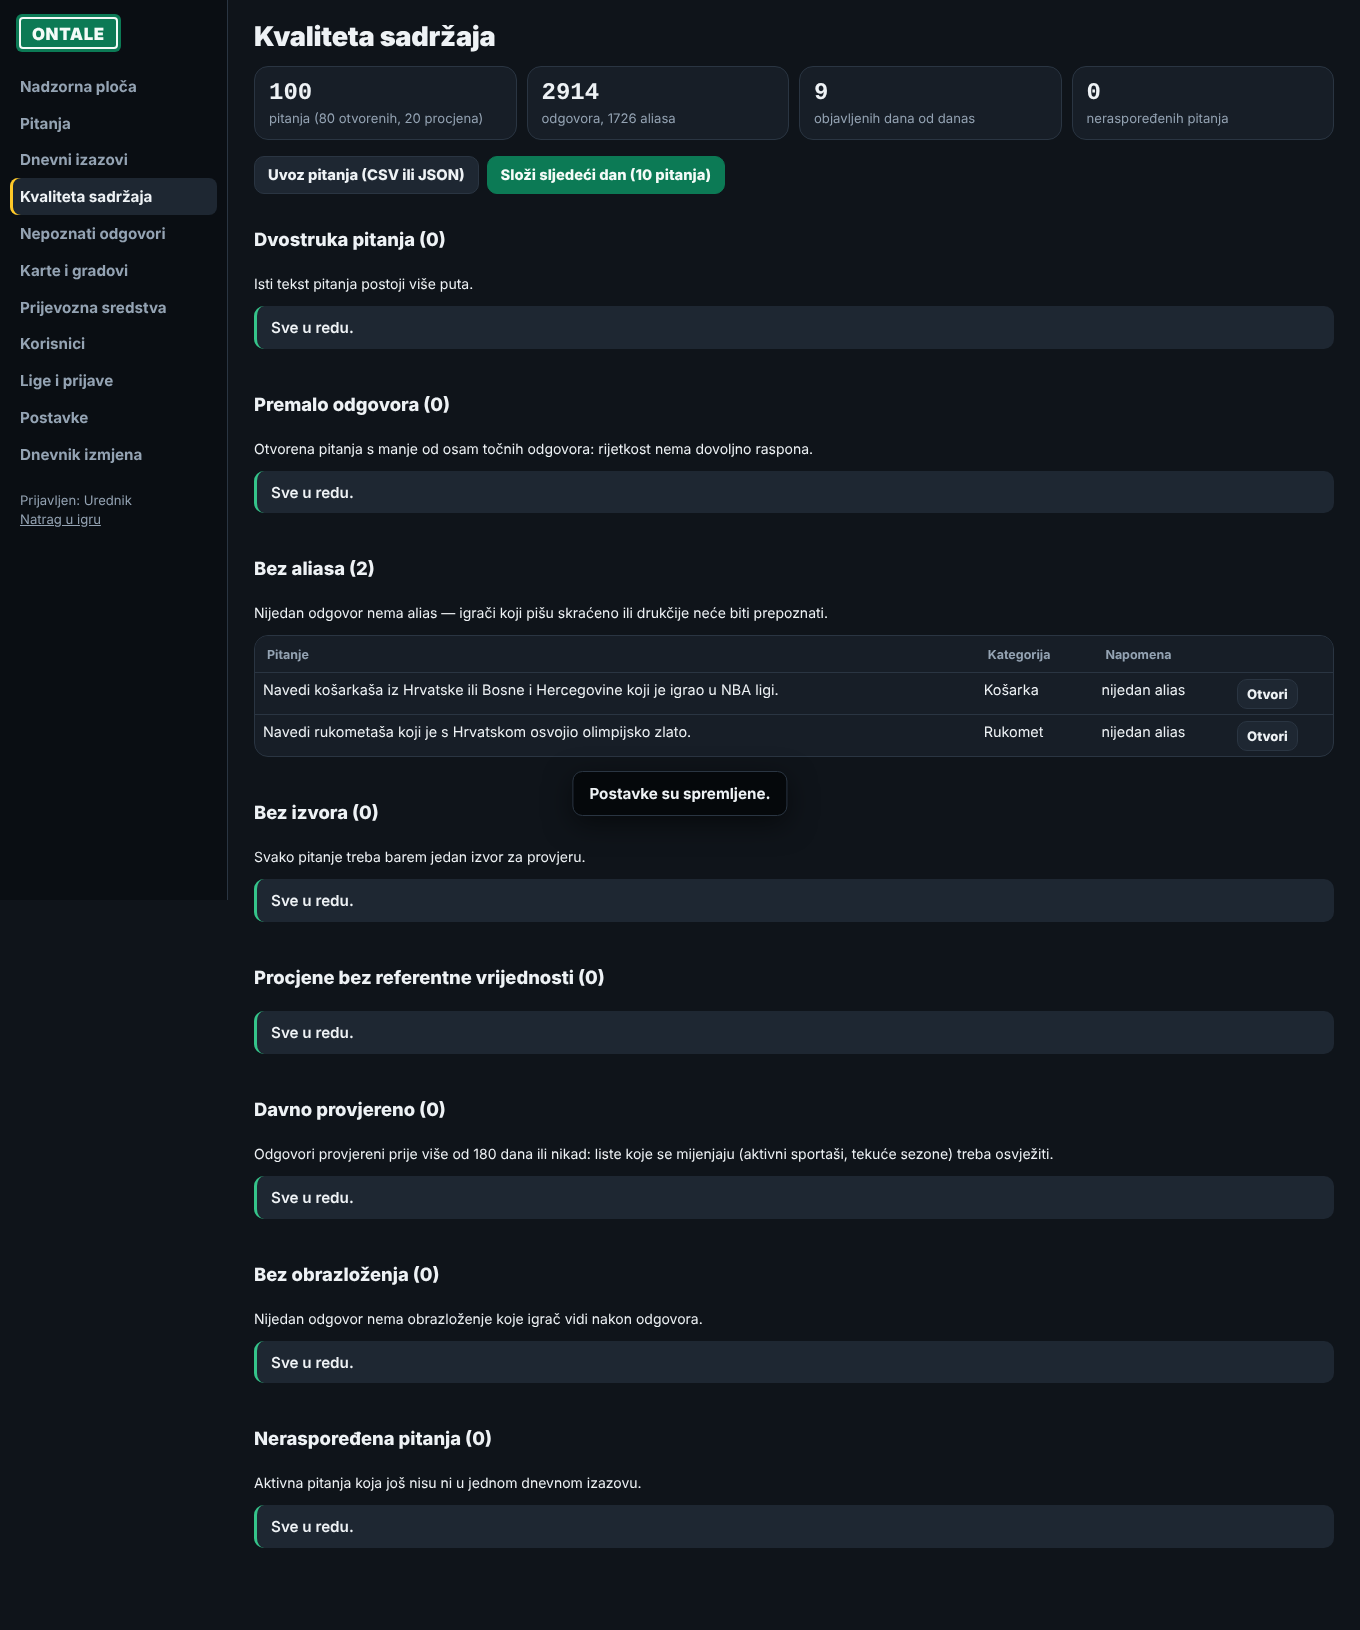 ONTALE
Nadzorna ploča
Pitanja
Dnevni izazovi
Kvaliteta sadržaja
Nepoznati odgovori
Karte i gradovi
Prijevozna sredstva
Korisnici
Lige i prijave
Postavke
Dnevnik izmjena
Prijavljen: Urednik
Natrag u igru
Kvaliteta sadržaja
100
pitanja (80 otvorenih, 20 procjena)
2914
odgovora, 1726 aliasa
9
objavljenih dana od danas
0
neraspoređenih pitanja
Uvoz pitanja (CSV ili JSON)
Složi sljedeći dan (10 pitanja)
Dvostruka pitanja (0)
Isti tekst pitanja postoji više puta.
Sve u redu.
Premalo odgovora (0)
Otvorena pitanja s manje od osam točnih odgovora: rijetkost nema dovoljno raspona.
Sve u redu.
Bez aliasa (2)
Nijedan odgovor nema alias — igrači koji pišu skraćeno ili drukčije neće biti prepoznati.
Pitanje Kategorija Napomena
Navedi košarkaša iz Hrvatske ili Bosne i Hercegovine koji je igrao u NBA ligi. Košarka nijedan alias Otvori
Navedi rukometaša koji je s Hrvatskom osvojio olimpijsko zlato. Rukomet nijedan alias Otvori
Postavke su spremljene.
Bez izvora (0)
Svako pitanje treba barem jedan izvor za provjeru.
Sve u redu.
Procjene bez referentne vrijednosti (0)
Sve u redu.
Davno provjereno (0)
Odgovori provjereni prije više od 180 dana ili nikad: liste koje se mijenjaju (aktivni sportaši, tekuće sezone) treba osvježiti.
Sve u redu.
Bez obrazloženja (0)
Nijedan odgovor nema obrazloženje koje igrač vidi nakon odgovora.
Sve u redu.
Neraspoređena pitanja (0)
Aktivna pitanja koja još nisu ni u jednom dnevnom izazovu.
Sve u redu.